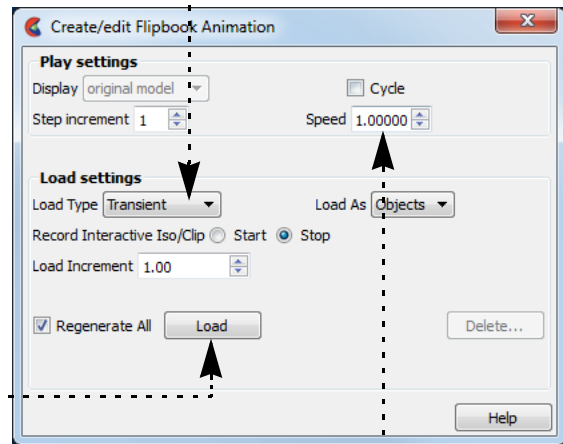 Create/edit Flipbook Animation
Play settings
Display original model Cycle
Step increment 1 Speed 1.00000
Load settings
Load Type Transient Load As Objects
Record Interactive Iso/Clip Start Stop
Load Increment 1.00
Regenerate All Load Delete...
Help